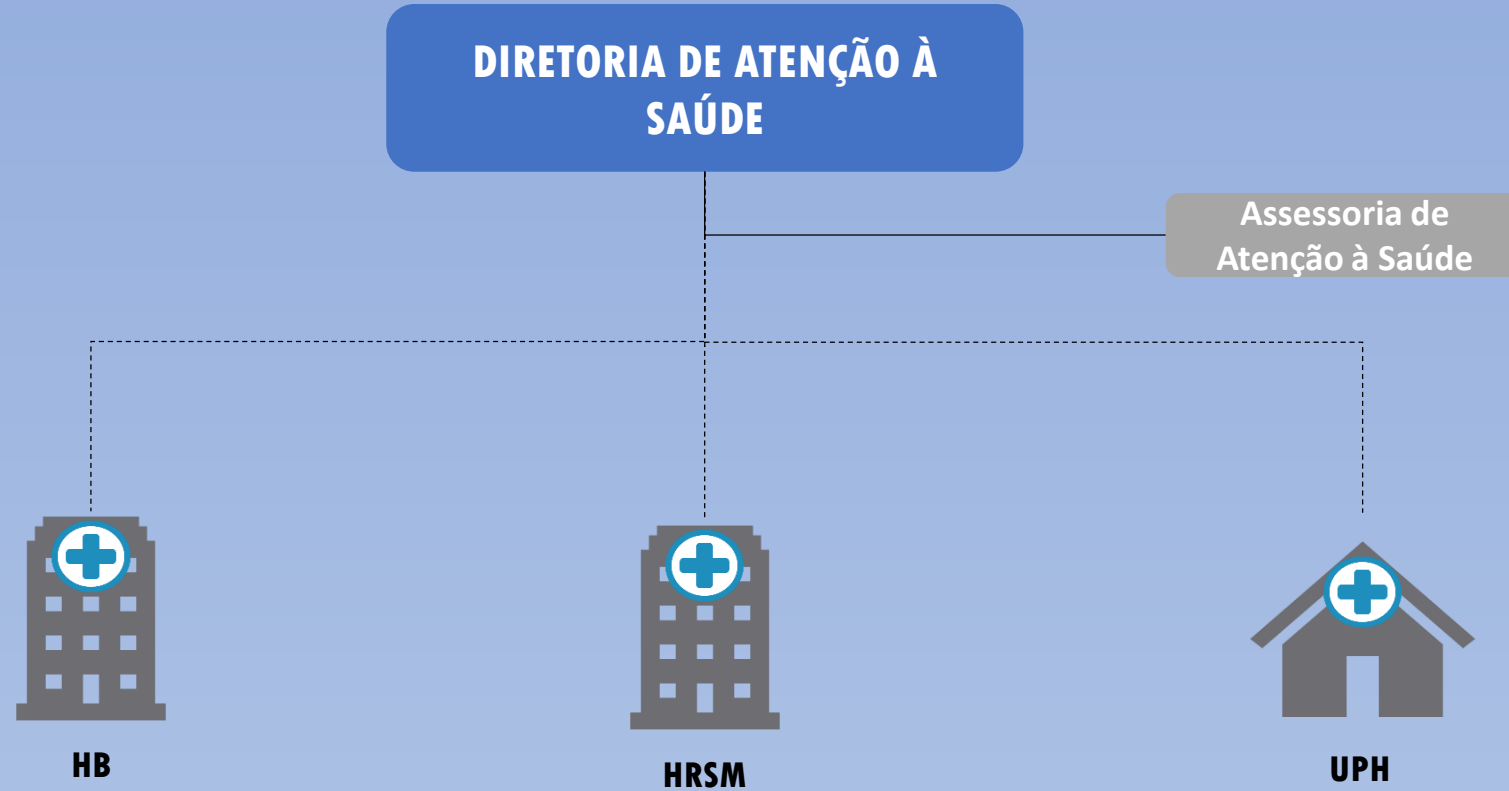 DIRETORIA DE ATENÇÃO À
SAÚDE
Assessoria de
Atenção à Saúde
HB
HRSM
UPH